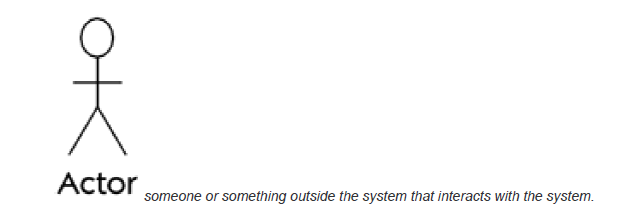 Actor someone or something outside the system that interacts with the system.